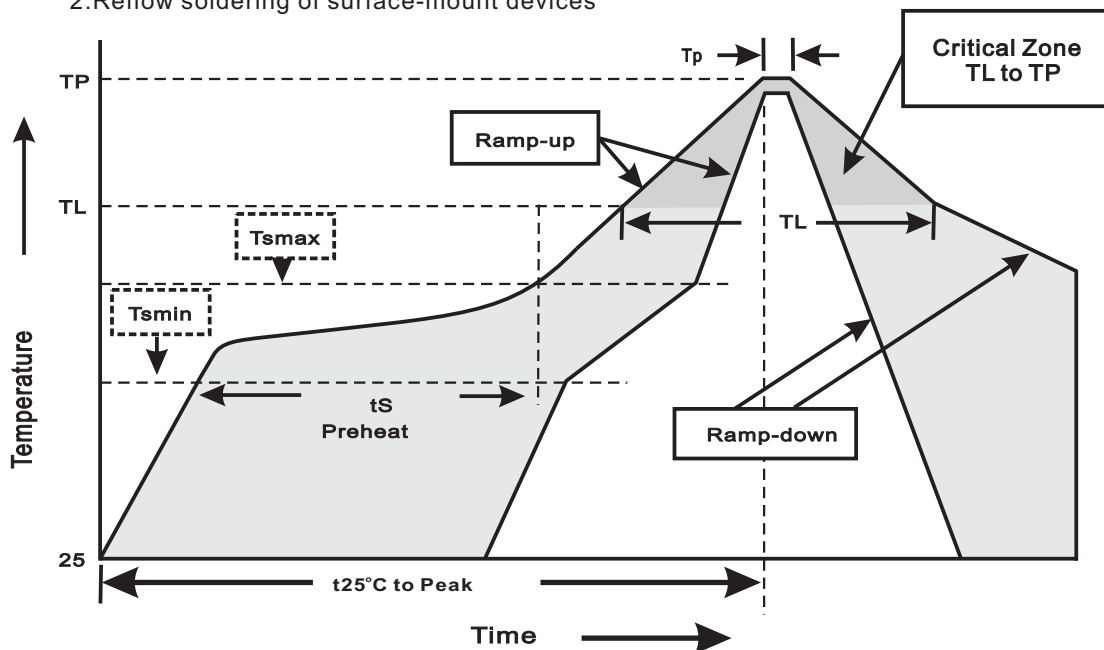 2.Reflow soldering of surface-mount devices
Tp
Critical Zone
TL to TP
TP
Ramp-up
TL
TL
Tsmax
Tsmin
tS
Preheat
Ramp-down
Temperature
25
t25°C to Peak
Time